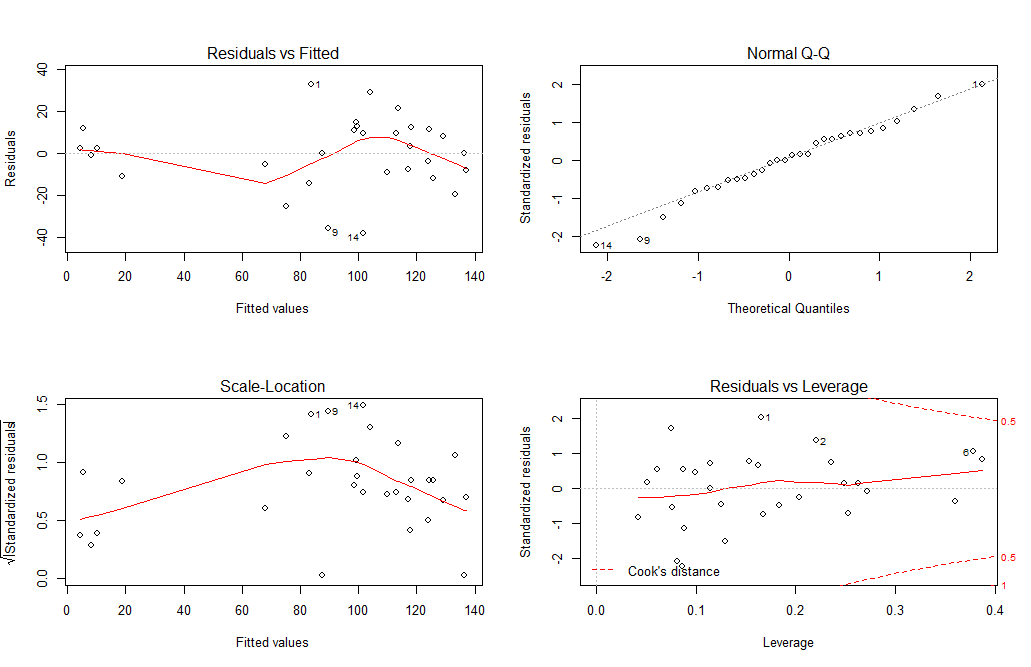 Residuals vs Fitted
Residuals
40
20
0
-20
-40
1
9
14
0 20 40 60 80 100 120 140
Fitted values
Normal Q-Q
Standardized residuals
2
1
0
-1
-2
1
14
9
-2 -1 0 1 2
Theoretical Quantiles
Scale-Location
√|Standardized residuals|
1.5
1.0
0.5
0.0
1
9
14
0 20 40 60 80 100 120 140
Fitted values
Residuals vs Leverage
Standardized residuals
2
1
0
-1
-2
1
2
6
0.5
0.5
1
Cook's distance
0.0 0.1 0.2 0.3 0.4
Leverage